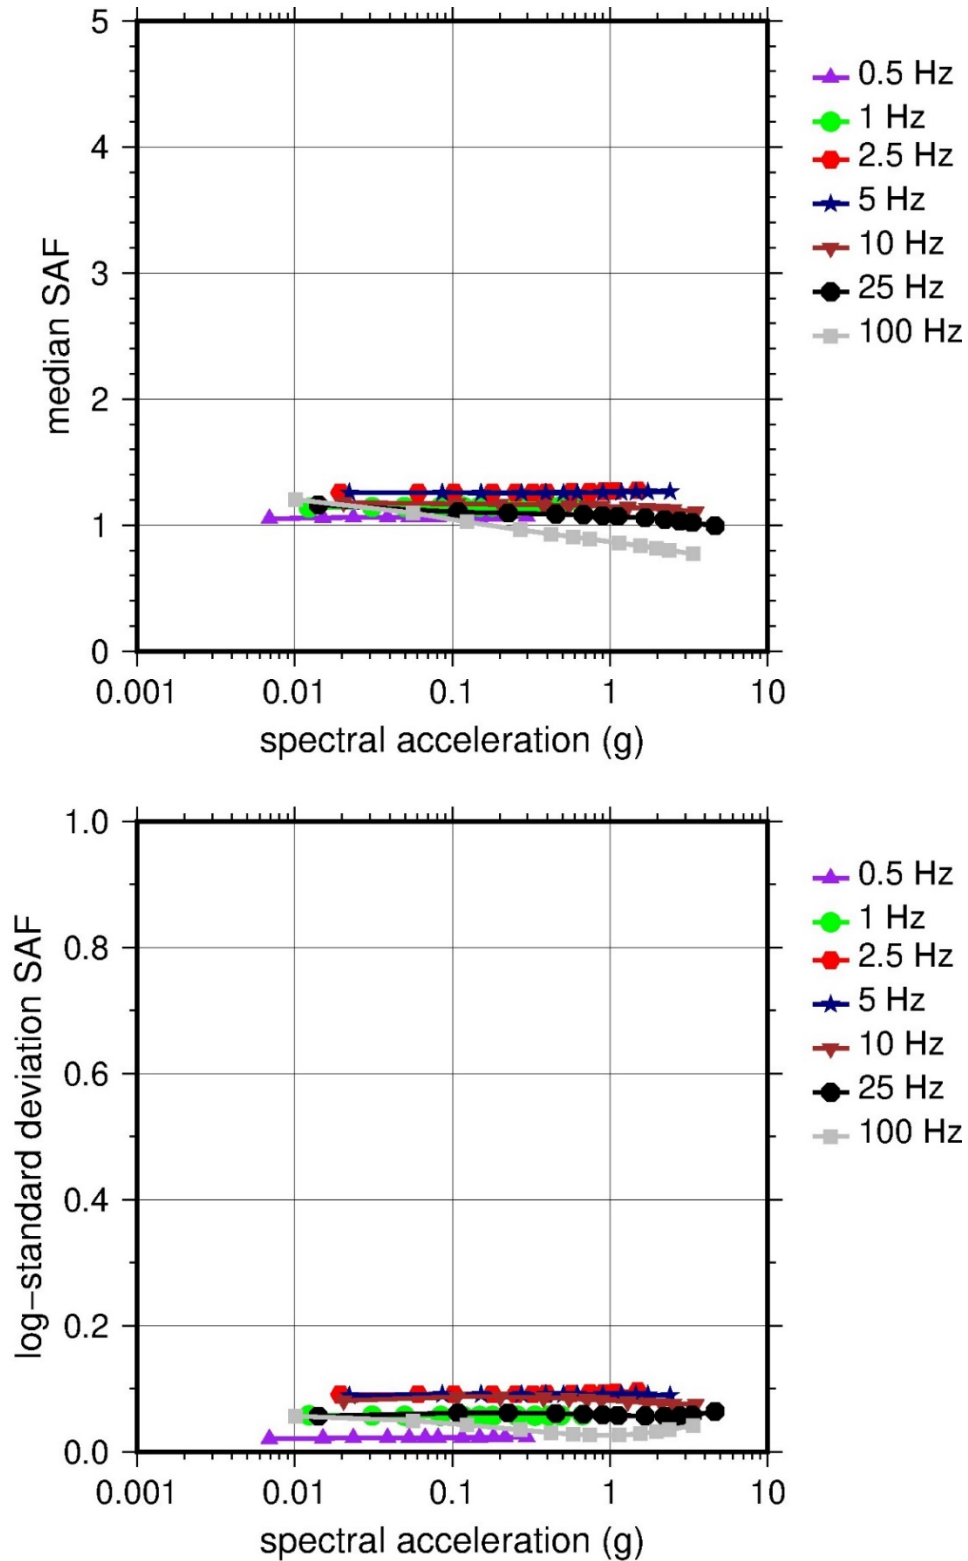 5
4
3
2
1
0
median SAF
0.001 0.01 0.1 1 10
spectral acceleration (g)
0.5 Hz
1 Hz
2.5 Hz
5 Hz
10 Hz
25 Hz
100 Hz
1.0
0.8
0.6
0.4
0.2
0.0
log−standard deviation SAF
0.001 0.01 0.1 1 10
spectral acceleration (g)
0.5 Hz
1 Hz
2.5 Hz
5 Hz
10 Hz
25 Hz
100 Hz